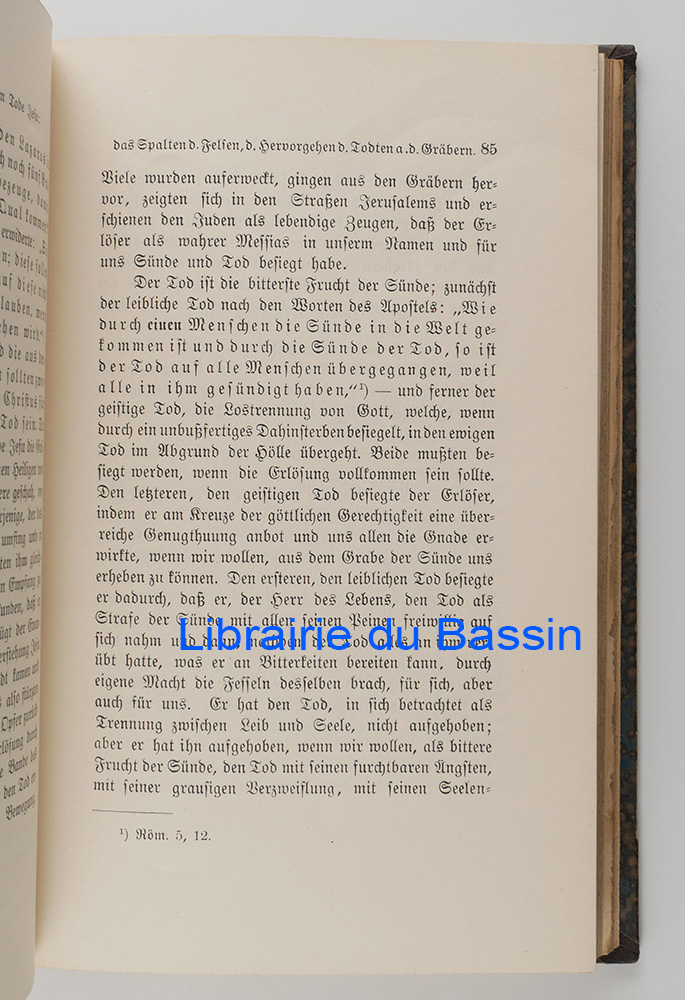 das Spalten d. Felsen, d. Hervorgehen d. Todten a. d. Gräbern. 85
Viele wurden auferweckt, gingen aus den Gräbern her-
vor, zeigten sich in den Straßen Jerusalems und er-
schienen den Juden als lebendige Zeugen, daß der Er-
löser als wahrer Messias in unserm Namen und für
uns Sünde und Tod besiegt habe.
Der Tod ist die bitterste Frucht der Sünde; zunächst
der leibliche Tod nach den Worten des Apostels: „Wie
durch einen Menschen die Sünde in die Welt ge-
kommen ist und durch die Sünde der Tod, so ist
der Tod auf alle Menschen übergegangen, weil
alle in ihm gesündigt haben,“¹) — und ferner der
geistige Tod, die Lostrennung von Gott, welche, wenn
durch ein unbußfertiges Dahinsterben besiegelt, in den ewigen
Tod im Abgrund der Hölle übergeht. Beide mußten be-
siegt werden, wenn die Erlösung vollkommen sein sollte.
Den letzteren, den geistigen Tod besiegte der Erlöser,
indem er am Kreuze der göttlichen Gerechtigkeit eine über-
reiche Genugthuung anbot und uns allen die Gnade er-
wirkte, wenn wir wollen, aus dem Grabe der Sünde uns
erheben zu können. Den ersteren, den leiblichen Tod besiegte
er dadurch, daß er, der Herr des Lebens, den Tod als
Strafe der Sünde mit allen seinen Peinen freiwillig auf
sich nahm und dann, nachdem der Tod alles an ihm ver-
übt hatte, was er an Bitterkeiten bereiten kann, durch
eigene Macht die Fesseln desselben brach, für sich, aber
auch für uns. Er hat den Tod, in sich betrachtet als
Trennung zwischen Leib und Seele, nicht aufgehoben;
aber er hat ihn aufgehoben, wenn wir wollen, als bittere
Frucht der Sünde, den Tod mit seinen furchtbaren Ängsten,
mit seiner grausigen Verzweiflung, mit seinen Seelen-
¹) Röm. 5, 12.
Librairie du Bassin